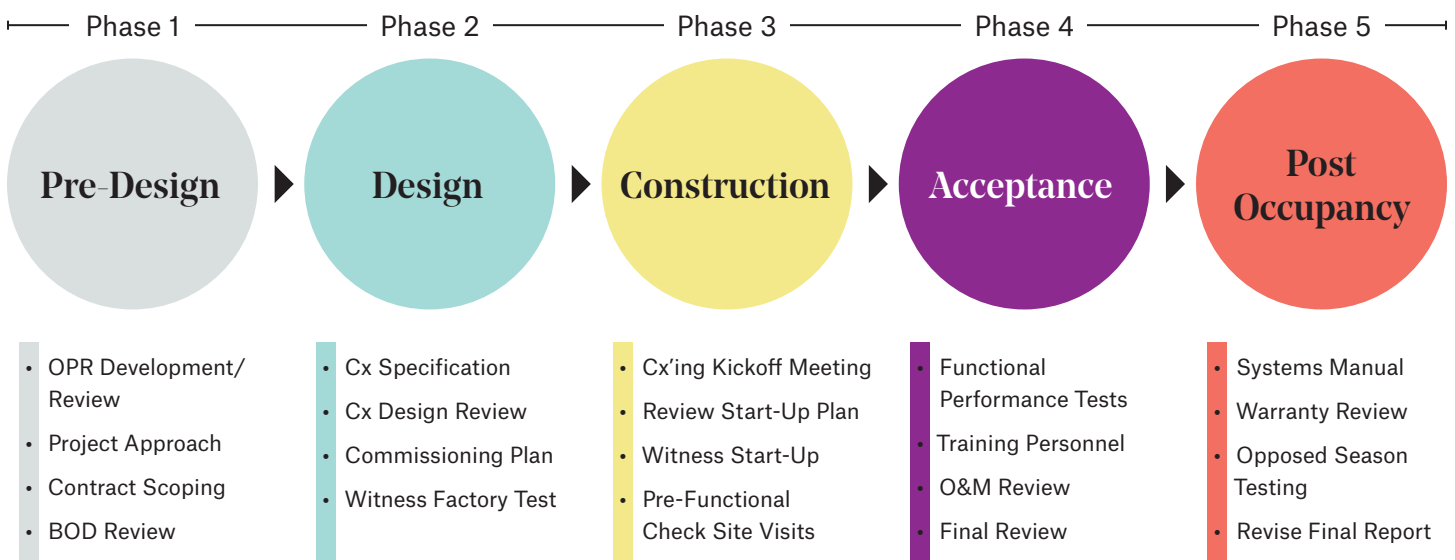 Phase 1
Phase 2
Phase 3
Phase 4
Phase 5
Pre-Design
Design
Construction
Acceptance
Post
Occupancy
• OPR Development/
Review
• Project Approach
• Contract Scoping
• BOD Review
• Cx Specification
• Cx Design Review
• Commissioning Plan
• Witness Factory Test
• Cx’ing Kickoff Meeting
• Review Start-Up Plan
• Witness Start-Up
• Pre-Functional
Check Site Visits
• Functional
Performance Tests
• Training Personnel
• O&M Review
• Final Review
• Systems Manual
• Warranty Review
• Opposed Season
Testing
• Revise Final Report